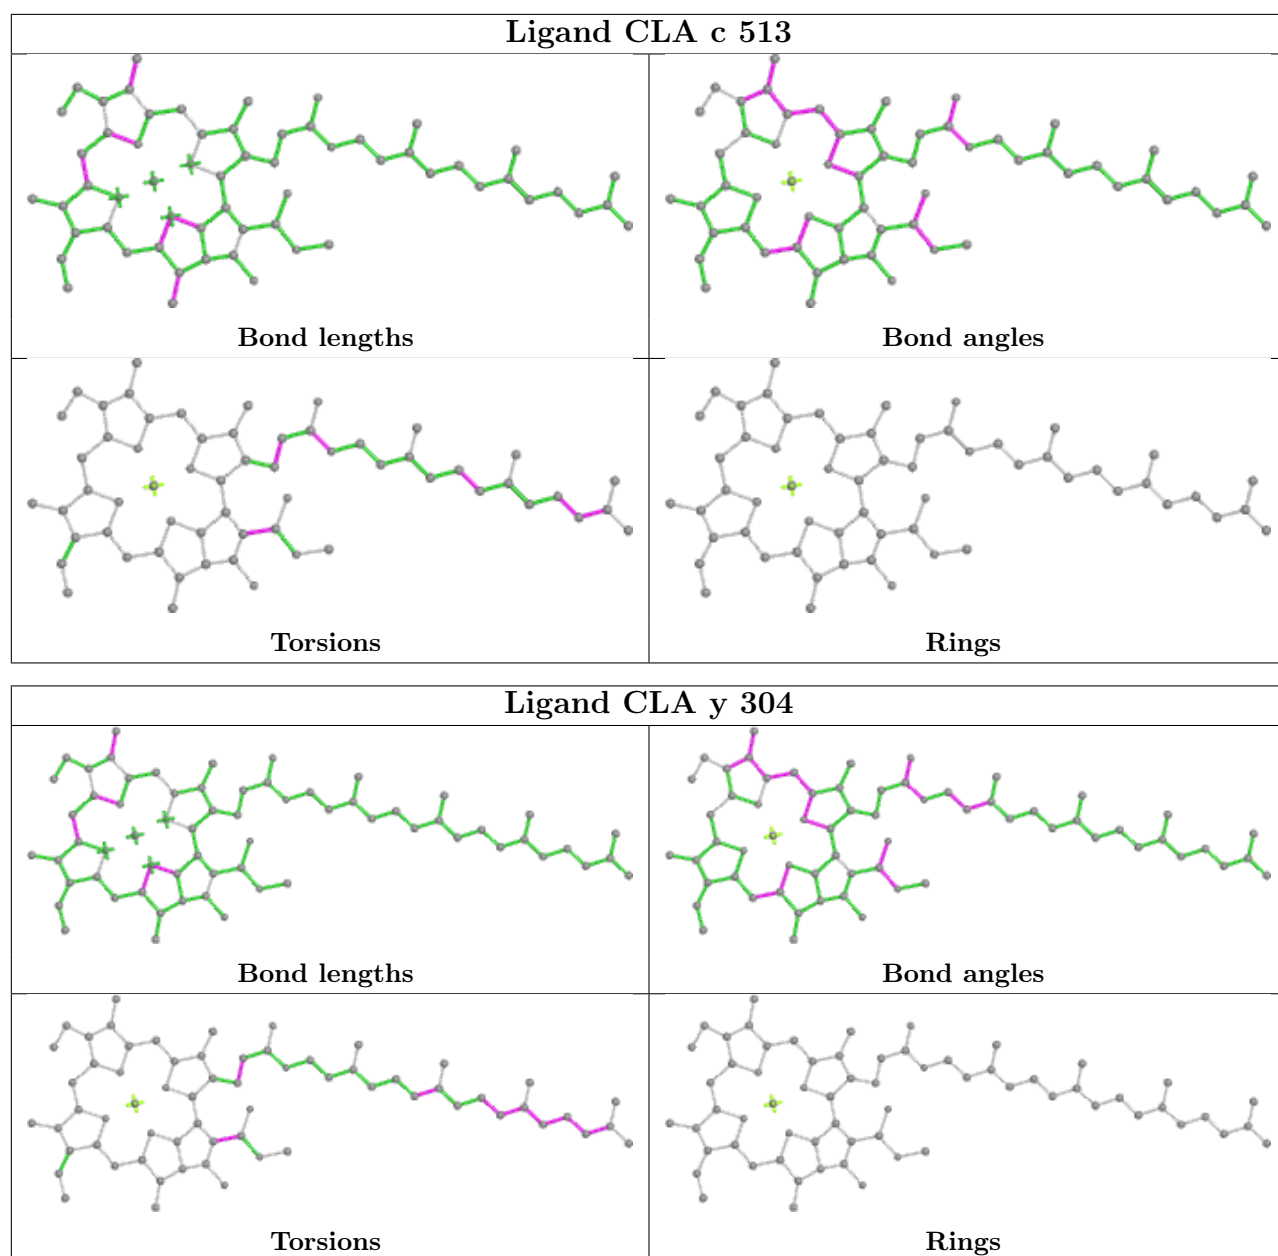 Ligand CLA c 513
Bond lengths
Bond angles
Torsions
Rings
Ligand CLA y 304
Bond lengths
Bond angles
Torsions
Rings